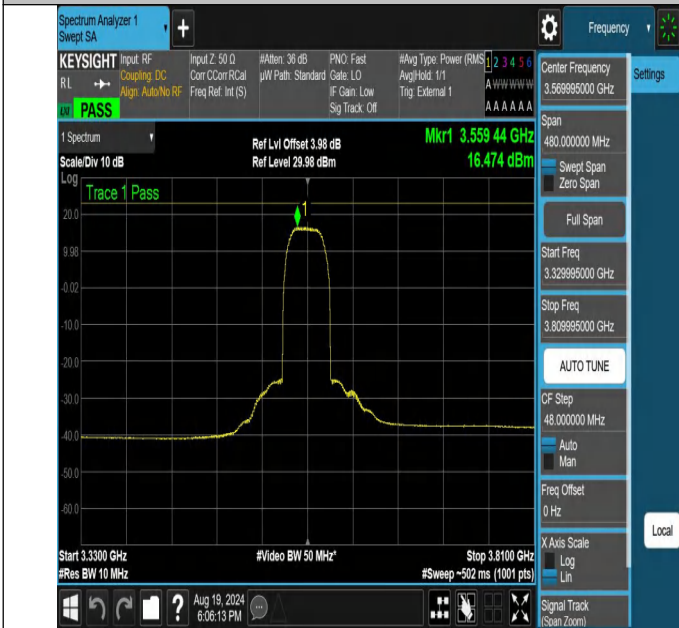 Spectrum Analyzer 1
Swept SA
+
Frequency
KEYSIGHT
Input: RF
Input Z: 50 Ω
#Atten: 36 dB
PNO: Fast
#Avg Type: Power (RMS
1 2 3 4 5 6
RL
Coupling: DC
Corr CCorr RCal
µW Path: Standard
Gate: LO
Avg|Hold: 1/1
A W W W W W
Align: Auto/No RF
Freq Ref: Int (S)
IF Gain: Low
Trig: External 1
Sig Track: Off
A A A A A A
PASS
1 Spectrum
Scale/Div 10 dB
Ref Lvl Offset 3.98 dB
Ref Level 29.98 dBm
Mkr1 3.559 44 GHz
16.474 dBm
Log
Trace 1 Pass
1
20.0
9.98
-0.02
-10.0
-20.0
-30.0
-40.0
-50.0
-60.0
Start 3.3300 GHz
#Video BW 50 MHz*
Stop 3.8100 GHz
#Res BW 10 MHz
#Sweep ~502 ms (1001 pts)
?
Aug 19, 2024
6:06:13 PM
Center Frequency
3.569995000 GHz
Settings
Span
480.000000 MHz
Swept Span
Zero Span
Full Span
Start Freq
3.329995000 GHz
Stop Freq
3.809995000 GHz
AUTO TUNE
CF Step
48.000000 MHz
Auto
Man
Freq Offset
0 Hz
X Axis Scale
Log
Lin
Local
Signal Track
(Span Zoom)